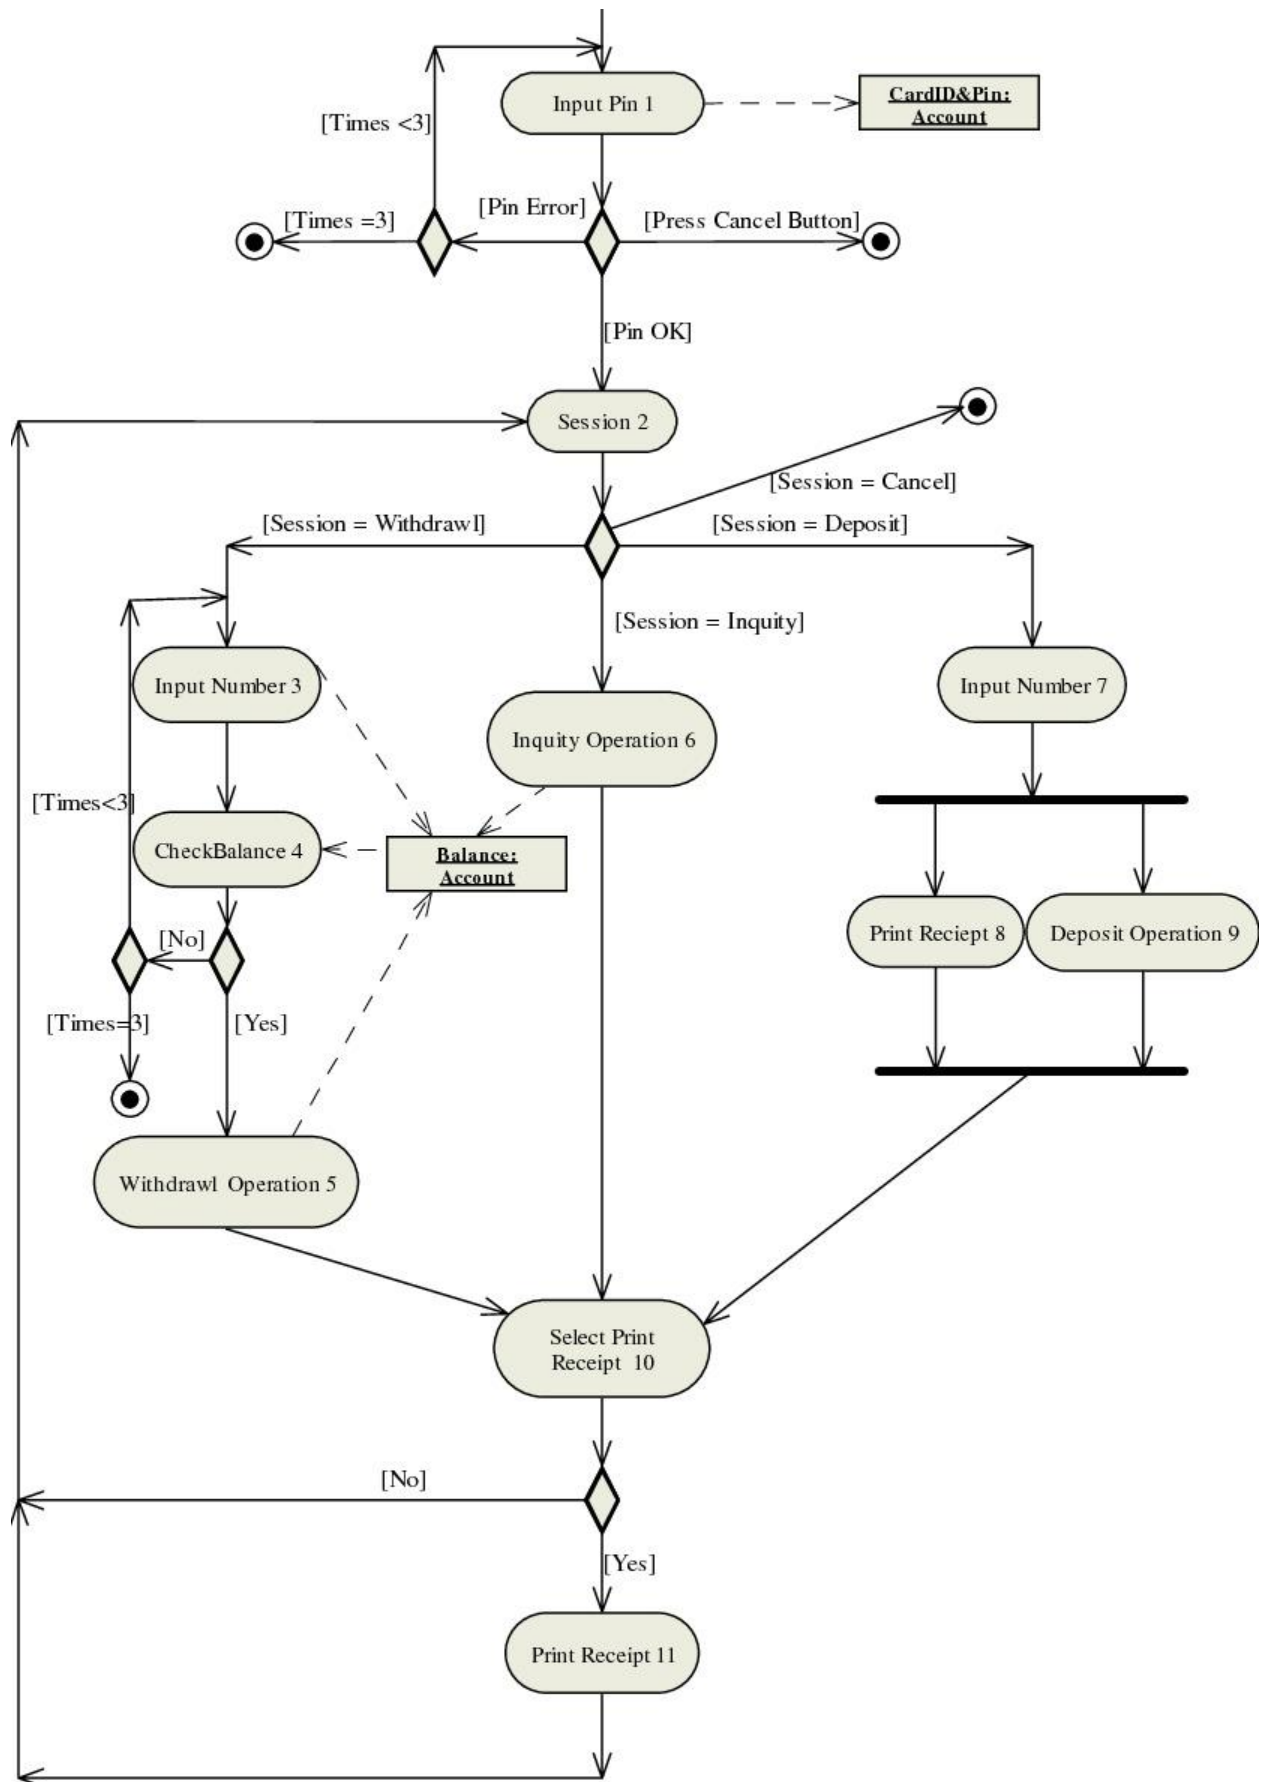 Input Pin 1
CardID&Pin:
Account
[Times <3]
[Pin Error]
[Times =3]
[Press Cancel Button]
[Pin OK]
Session 2
[Session = Cancel]
[Session = Withdrawl]
[Session = Deposit]
[Session = Inquity]
Input Number 3
Input Number 7
Inquity Operation 6
[Times<3]
CheckBalance 4
Balance:
Account
[No]
Print Reciept 8
Deposit Operation 9
[Times=3]
[Yes]
Withdrawl Operation 5
Select Print
Receipt 10
[No]
[Yes]
Print Receipt 11